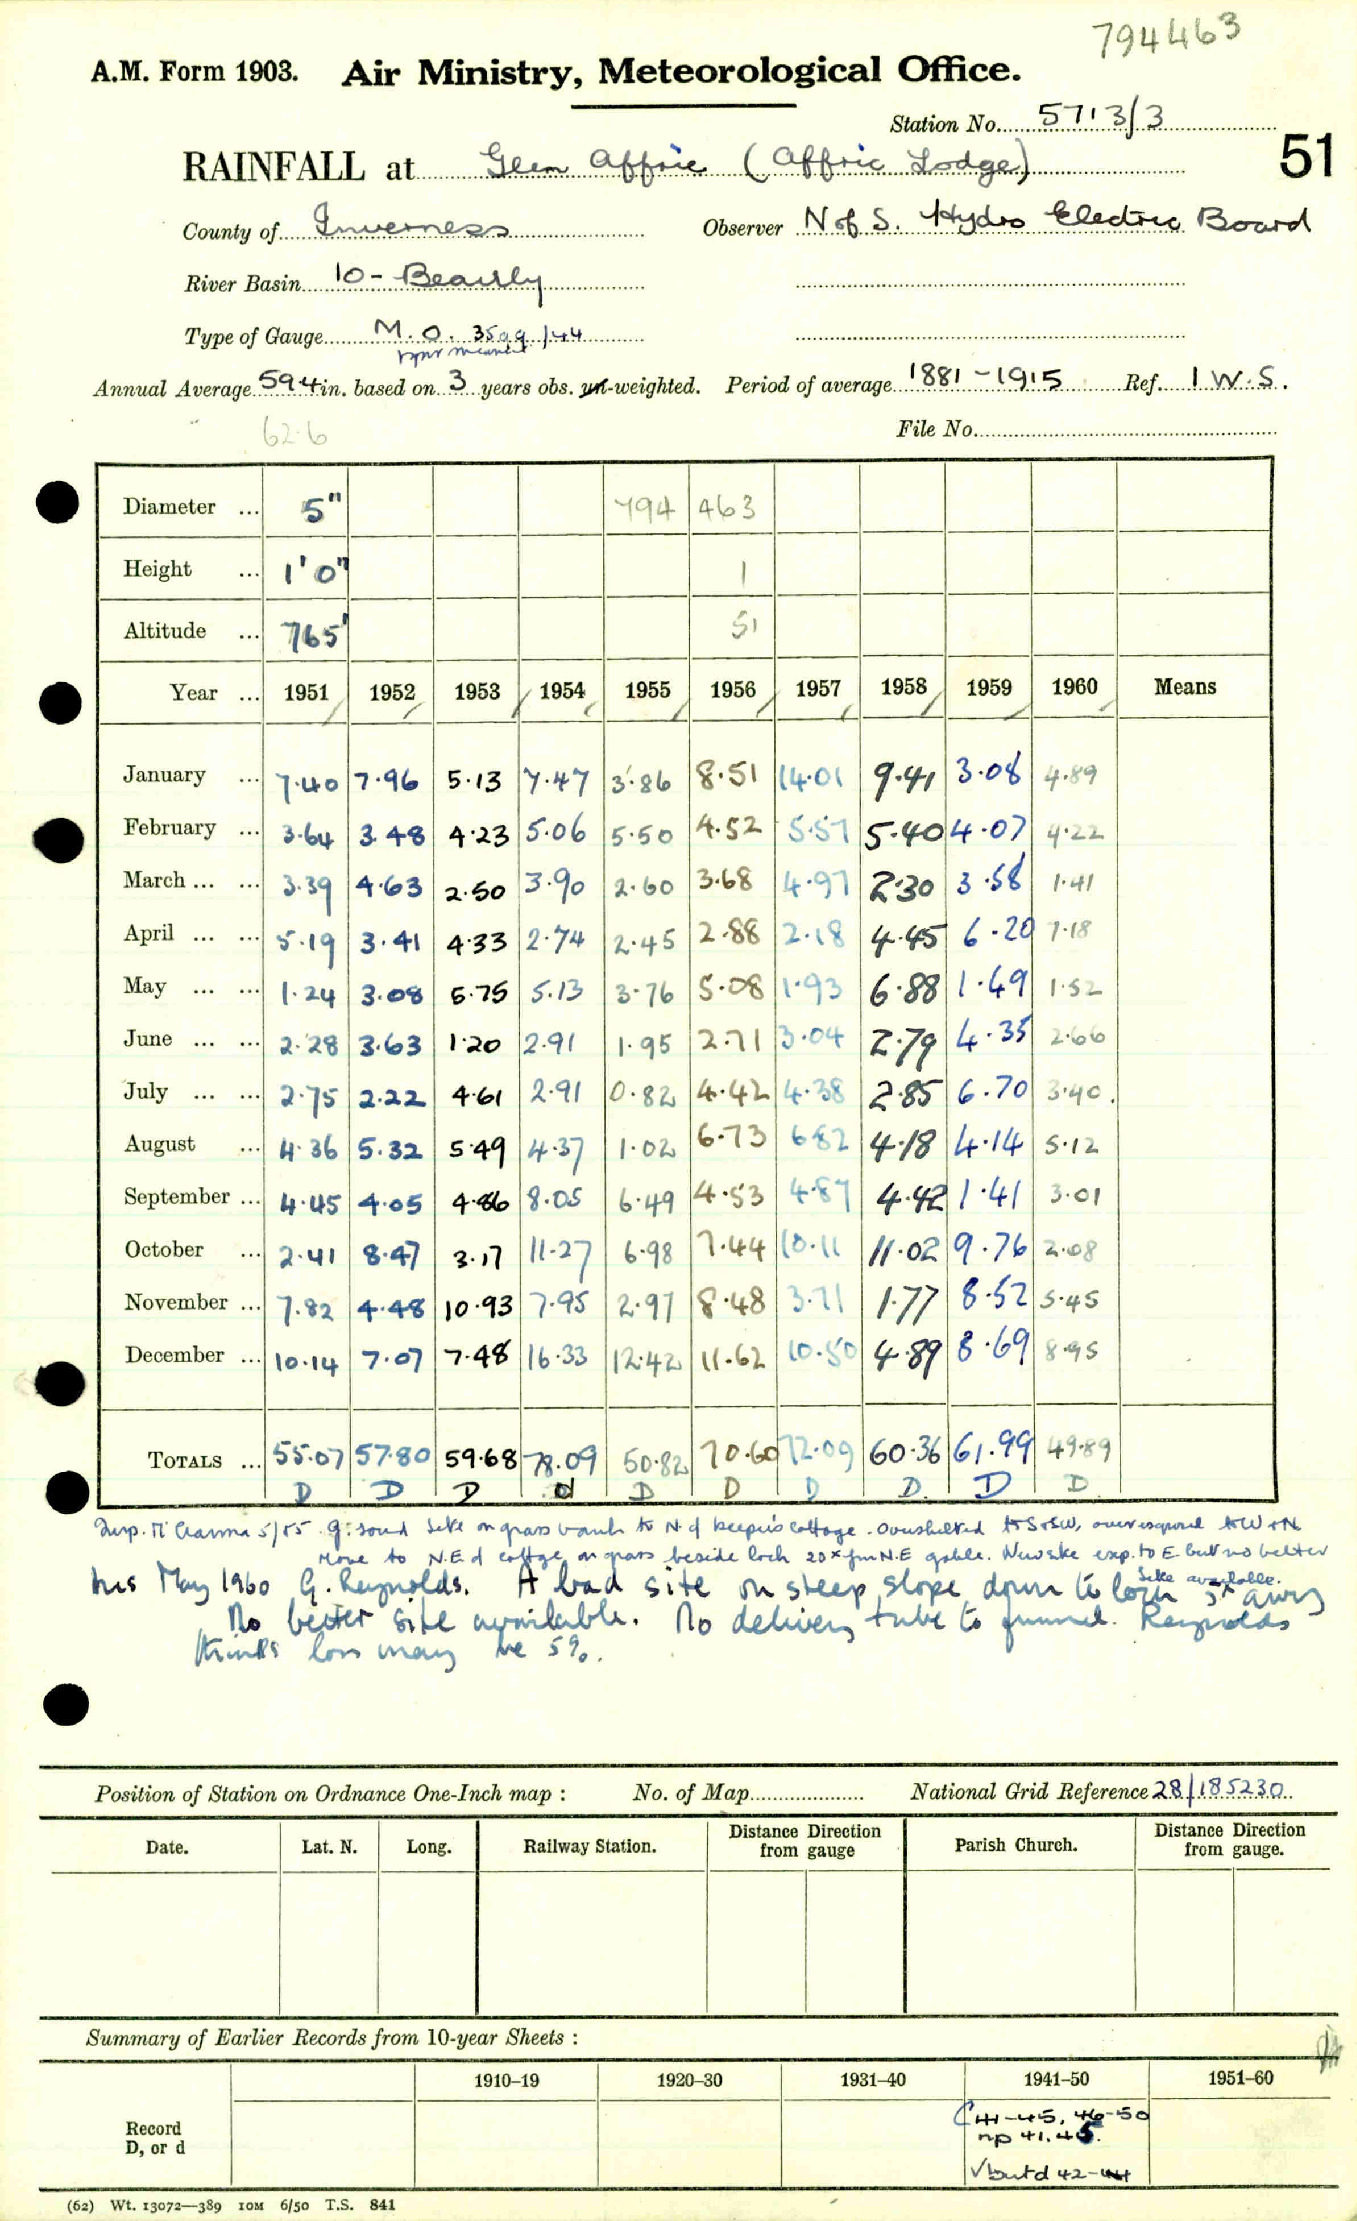 794463
A.M. Form 1903. Air Ministry, Meteorological Office.
Station No. 5713/3
51
RAINFALL at Glen Affric (Affric Lodge)
County of Inverness Observer N of S. Hydro Electric Board
River Basin 10 - Beauly
Type of Gauge M.O. 3599/44
Annual Average 59.4 in. based on 3 years obs. un-weighted. Period of average 1881-1915 Ref. I W.S.
62.6 File No.
Diameter ... 5" 794 463
Height ... 1'0" 1
Altitude ... 765' 51
Year ... 1951 1952 1953 1954 1955 1956 1957 1958 1959 1960 Means
January ... 7.40 7.96 5.13 7.47 3.86 8.51 14.01 9.41 3.08 4.89
February ... 3.64 3.48 4.23 5.06 5.50 4.52 5.57 5.40 4.07 4.22
March ... ... 3.39 4.63 2.50 3.90 2.60 3.68 4.97 2.30 3.58 1.41
April ... ... 5.19 3.41 4.33 2.74 2.45 2.88 2.18 4.45 6.20 7.18
May ... ... 1.24 3.08 5.75 5.13 3.76 5.08 1.93 6.88 1.49 1.52
June ... ... 2.28 3.63 1.20 2.91 1.95 2.71 3.04 2.79 4.35 2.66
July ... ... 2.75 2.22 4.61 2.91 0.82 4.42 4.38 2.85 6.70 3.40.
August ... 4.36 5.32 5.49 4.37 1.02 6.73 6.82 4.18 4.14 5.12
September ... 4.45 4.05 4.86 8.05 6.49 4.53 4.87 4.42 1.41 3.01
October ... 2.41 8.47 3.17 11.27 6.98 7.44 10.11 11.02 9.76 2.08
November ... 7.82 4.48 10.93 7.95 2.97 8.48 3.71 1.77 8.52 5.45
December ... 10.14 7.07 7.48 16.33 12.42 11.62 10.50 4.89 8.69 8.95
TOTALS ... 55.07 57.80 59.68 78.09 50.82 70.60 72.09 60.36 61.99 49.89
D D D d D D D D D D
5/55 g. sound site on grass bank to N of keeper's cottage. Oversheltered to S+SW, overexposed to W+N
Move to N.E of cottage on grass beside loch 20x fm N.E gable. New site exp. to E but no better
site available.
Ins May 1960 G. Reynolds. A bad site on steep slope down to loch 5x away
No better site available. No delivery tube to funnel. Reynolds
thinks loss may be 5%.
Position of Station on Ordnance One-Inch map : No. of Map National Grid Reference 28/185230
Date. Lat. N. Long. Railway Station. Distance Direction from gauge Parish Church. Distance Direction from gauge.
Summary of Earlier Records from 10-year Sheets :
1910-19 1920-30 1931-40 1941-50 1951-60
Record D, or d
C 41-45, 46-50
np 41.45.
√ but d 42-44
(62) Wt. 13072—389 10M 6/50 T.S. 841